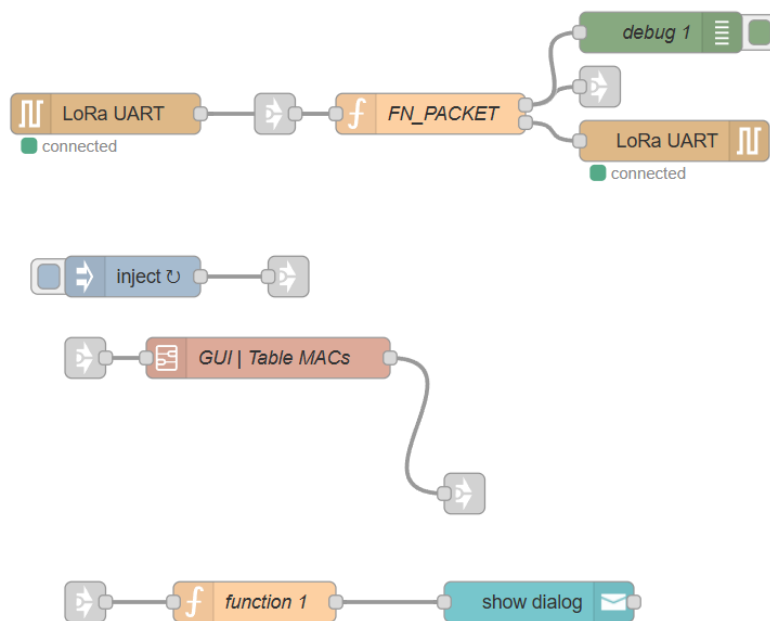 debug 1
LoRa UART
FN_PACKET
connected
LoRa UART
connected
inject ↻
GUI | Table MACs
function 1
show dialog